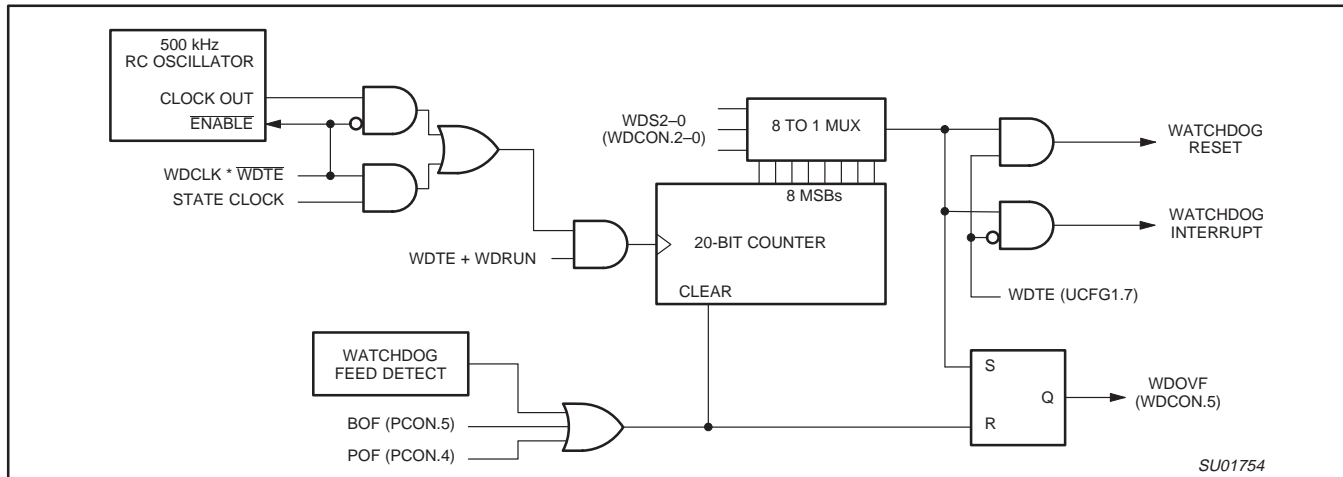 500 kHz
RC OSCILLATOR
CLOCK OUT
ENABLE
WDCLK * WDTE
STATE CLOCK
WDS2–0
(WDCON.2–0)
8 TO 1 MUX
8 MSBs
20-BIT COUNTER
CLEAR
WDTE + WDRUN
WATCHDOG
RESET
WATCHDOG
INTERRUPT
WDTE (UCFG1.7)
WATCHDOG
FEED DETECT
BOF (PCON.5)
POF (PCON.4)
S
Q
R
WDOVF
(WDCON.5)
SU01754